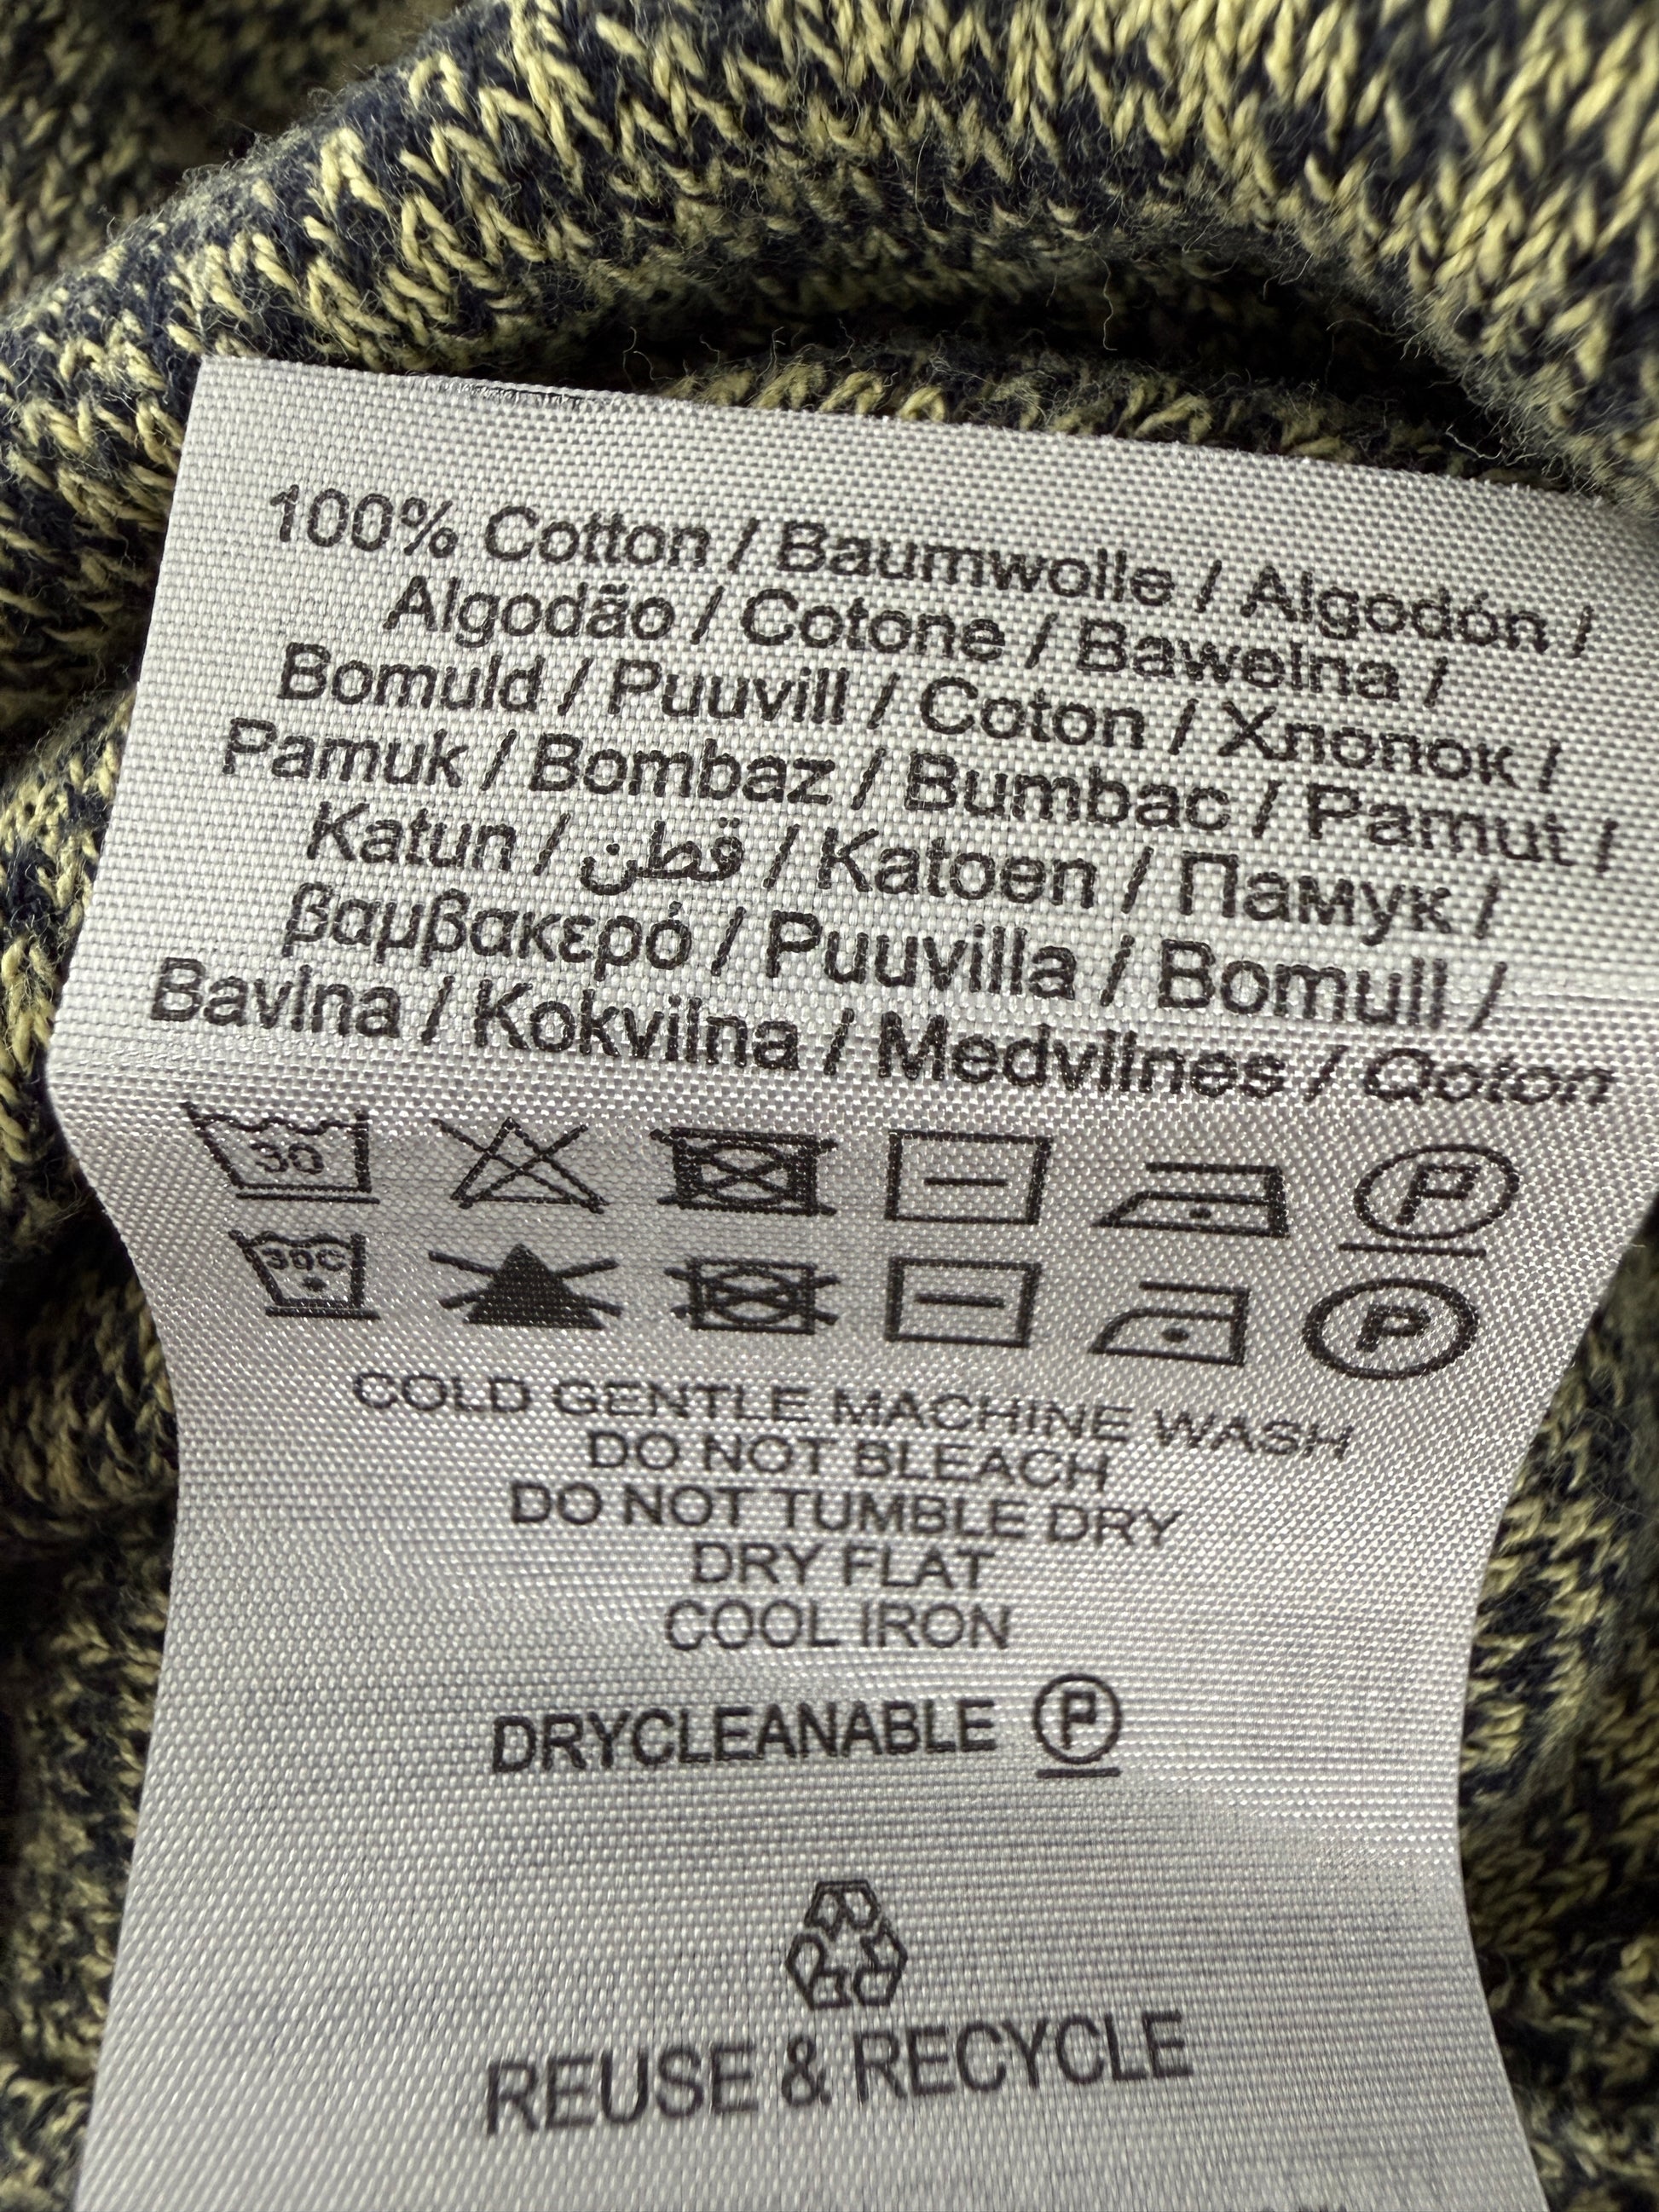 100% Cotton / Baumwolle / Algodón /
Algodão / Cotone / Bawelna /
Bomuld / Puuvill / Coton / Хлопок /
Pamuk / Bombaz / Bumbac / Pamut /
Katun / قطن / Katoen / Памук /
βαμβακερό / Puuvilla / Bomull /
Bavlna / Kokvilna / Medvilnes / Qoton
30 P
30C P
COLD GENTLE MACHINE WASH
DO NOT BLEACH
DO NOT TUMBLE DRY
DRY FLAT
COOL IRON
DRYCLEANABLE P
REUSE & RECYCLE